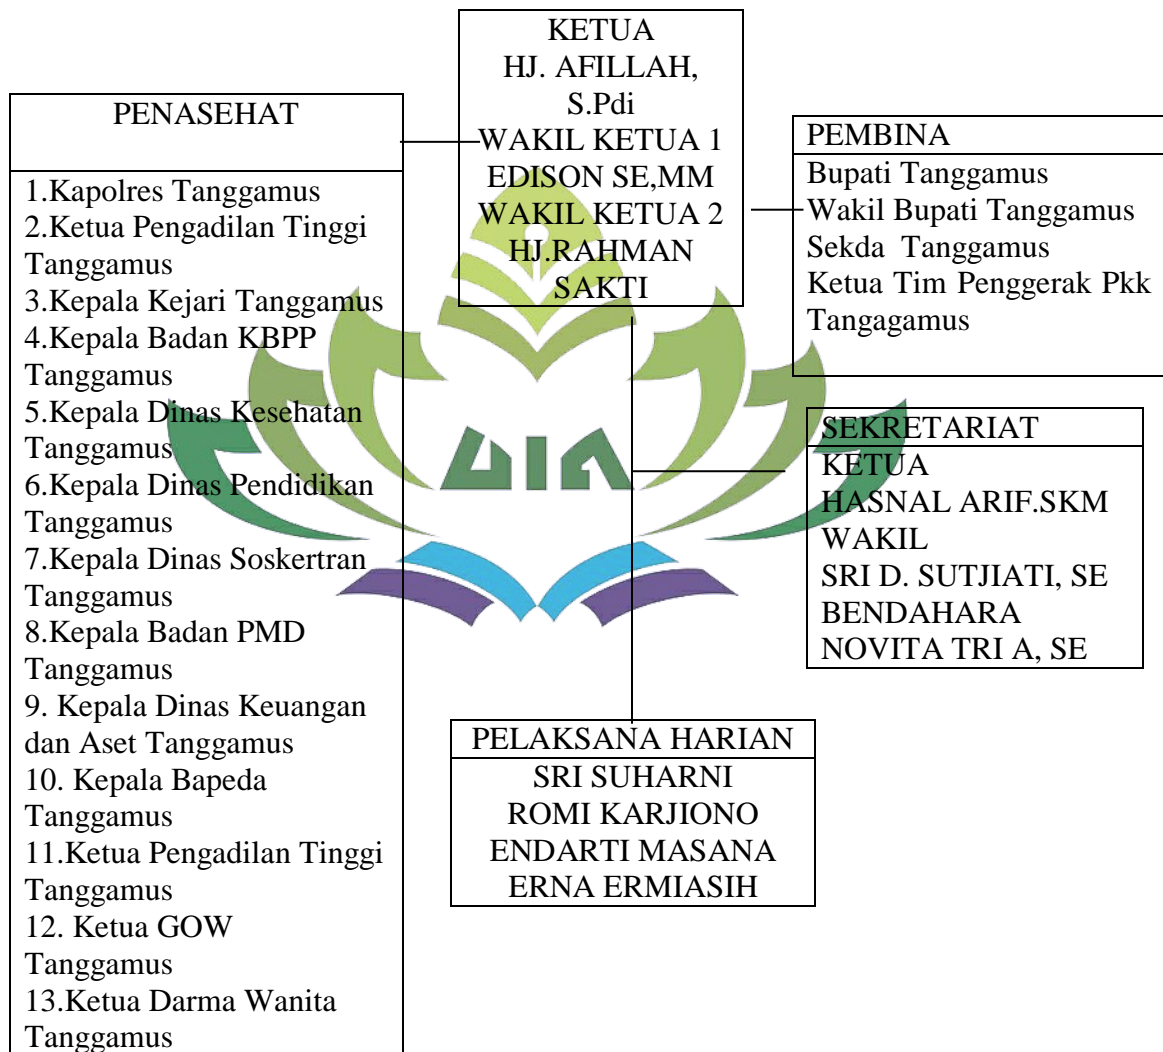 KETUA
HJ. AFILLAH,
S.Pdi
WAKIL KETUA 1
EDISON SE,MM
WAKIL KETUA 2
HJ.RAHMAN
SAKTI
PENASEHAT
1.Kapolres Tanggamus
2.Ketua Pengadilan Tinggi
Tanggamus
3.Kepala Kejari Tanggamus
4.Kepala Badan KBPP
Tanggamus
5.Kepala Dinas Kesehatan
Tanggamus
6.Kepala Dinas Pendidikan
Tanggamus
7.Kepala Dinas Soskertran
Tanggamus
8.Kepala Badan PMD
Tanggamus
9. Kepala Dinas Keuangan
dan Aset Tanggamus
10. Kepala Bapeda
Tanggamus
11.Ketua Pengadilan Tinggi
Tanggamus
12. Ketua GOW
Tanggamus
13.Ketua Darma Wanita
Tanggamus
PEMBINA
Bupati Tanggamus
Wakil Bupati Tanggamus
Sekda Tanggamus
Ketua Tim Penggerak Pkk
Tangagamus
SEKRETARIAT
KETUA
HASNAL ARIF.SKM
WAKIL
SRI D. SUTJIATI, SE
BENDAHARA
NOVITA TRI A, SE
UIN
PELAKSANA HARIAN
SRI SUHARNI
ROMI KARJIONO
ENDARTI MASANA
ERNA ERMIASIH